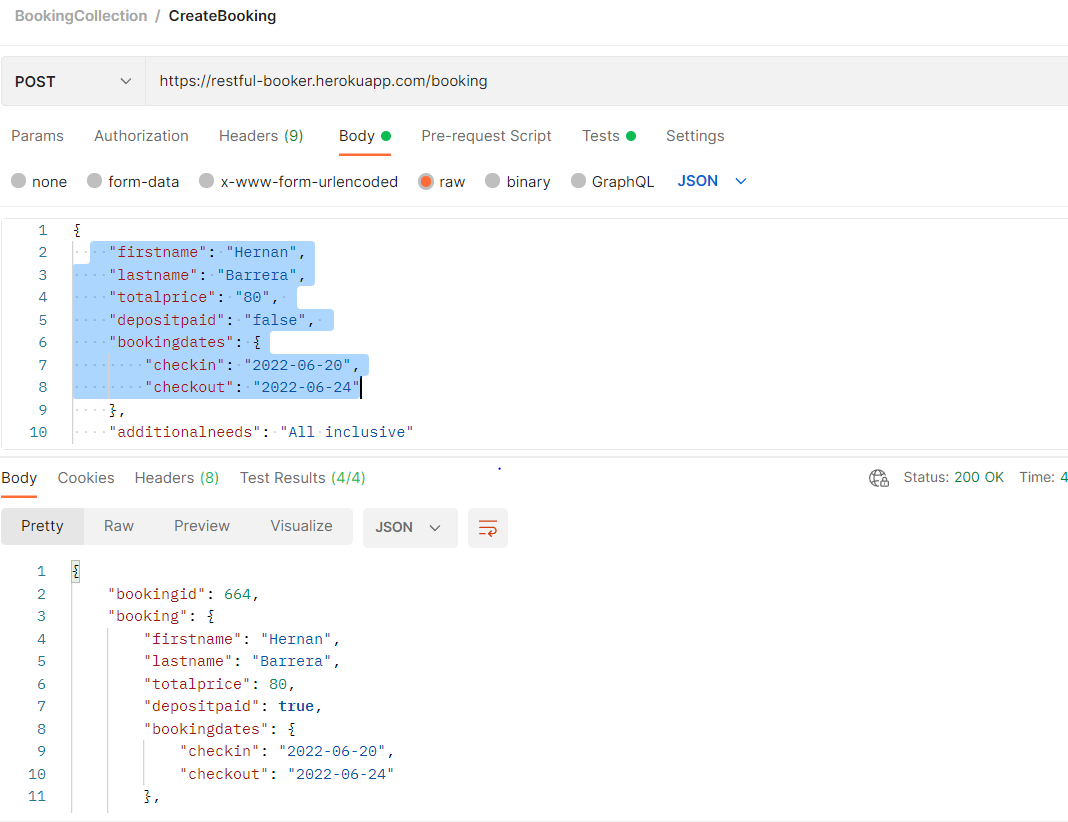 BookingCollection / CreateBooking
POST https://restful-booker.herokuapp.com/booking
Params Authorization Headers (9) Body Pre-request Script Tests Settings
none form-data x-www-form-urlencoded raw binary GraphQL JSON
1 {
2 "firstname": "Hernan",
3 "lastname": "Barrera",
4 "totalprice": "80",
5 "depositpaid": "false",
6 "bookingdates": {
7 "checkin": "2022-06-20",
8 "checkout": "2022-06-24"
9 },
10 "additionalneeds": "All inclusive"
Body Cookies Headers (8) Test Results (4/4) Status: 200 OK Time: 4
Pretty Raw Preview Visualize JSON
1 {
2 "bookingid": 664,
3 "booking": {
4 "firstname": "Hernan",
5 "lastname": "Barrera",
6 "totalprice": 80,
7 "depositpaid": true,
8 "bookingdates": {
9 "checkin": "2022-06-20",
10 "checkout": "2022-06-24"
11 },